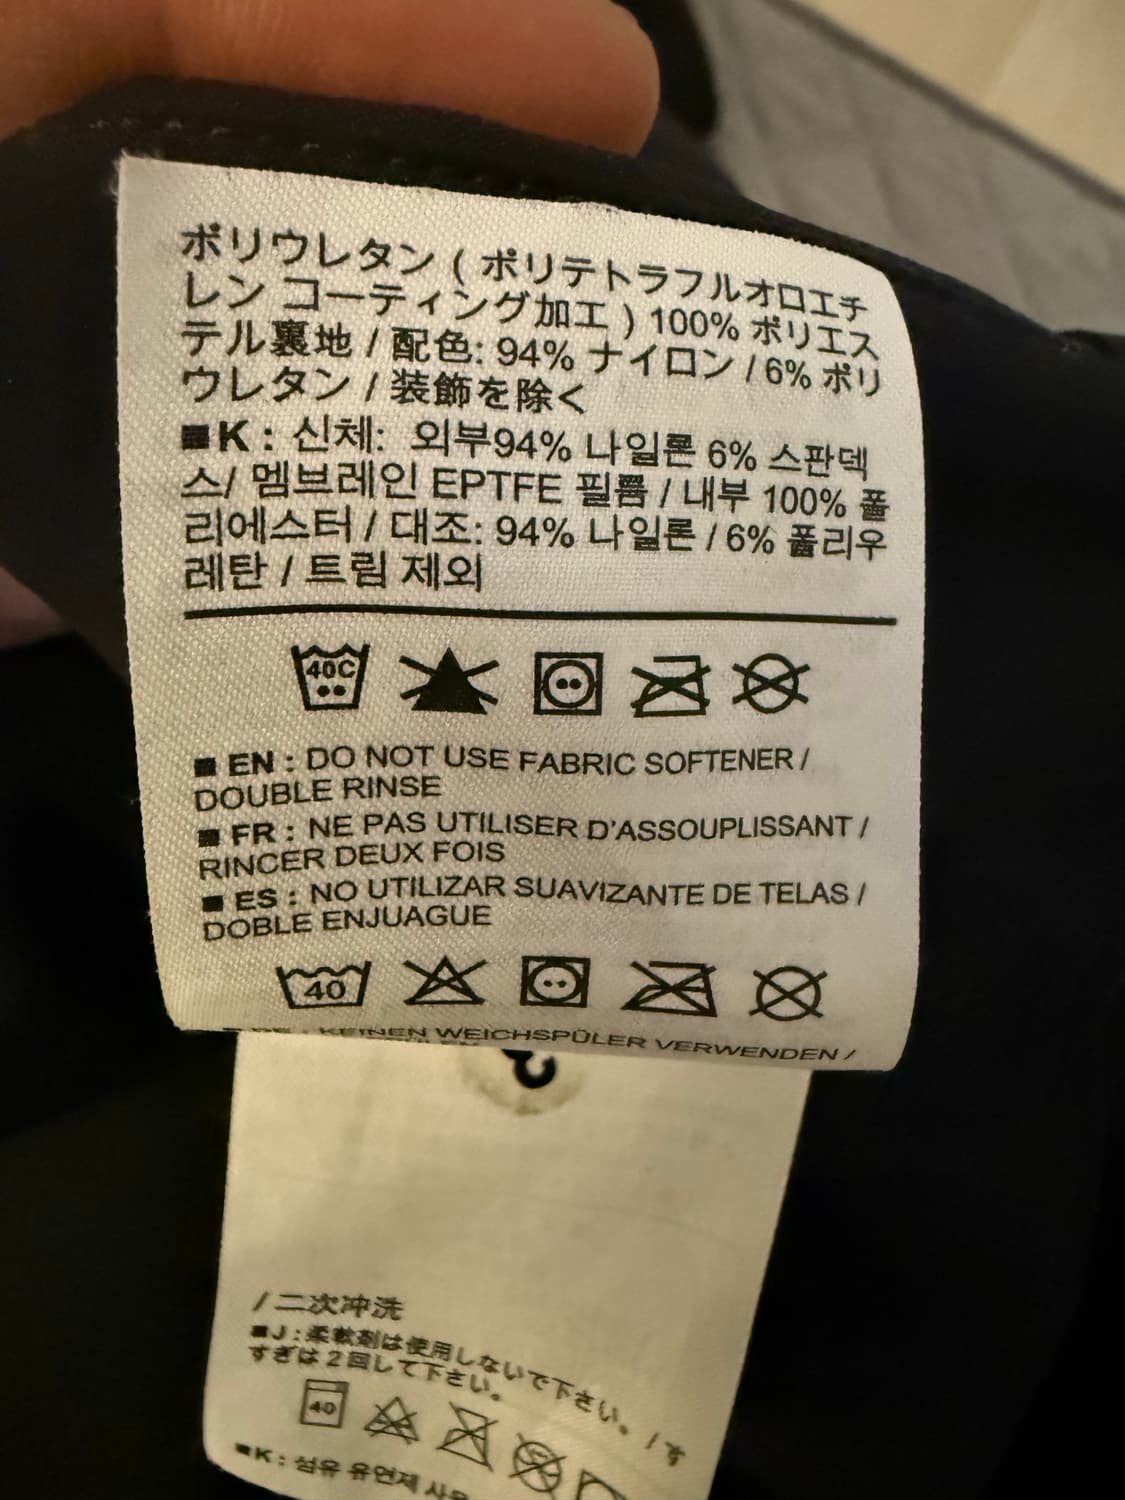 ポリウレタン ( ポリテトラフルオロエチ
レン コーティング加工 ) 100% ポリエス
テル裏地 / 配色: 94% ナイロン / 6% ポリ
ウレタン / 装飾を除く
■K : 신체: 외부94% 나일론 6% 스판덱
스/ 멤브레인 EPTFE 필름 / 내부 100% 폴
리에스터 / 대조: 94% 나일론 / 6% 폴리우
레탄 / 트림 제외
40C
■ EN : DO NOT USE FABRIC SOFTENER /
DOUBLE RINSE
■ FR : NE PAS UTILISER D'ASSOUPLISSANT /
RINCER DEUX FOIS
■ ES : NO UTILIZAR SUAVIZANTE DE TELAS /
DOBLE ENJUAGUE
40
KEINEN WEICHSPÜLER VERWENDEN /
/ 二次冲洗
■J : 柔軟剤は使用しないで下さい。/ す
すぎは2回して下さい。
40
■K : 섬유 유연제